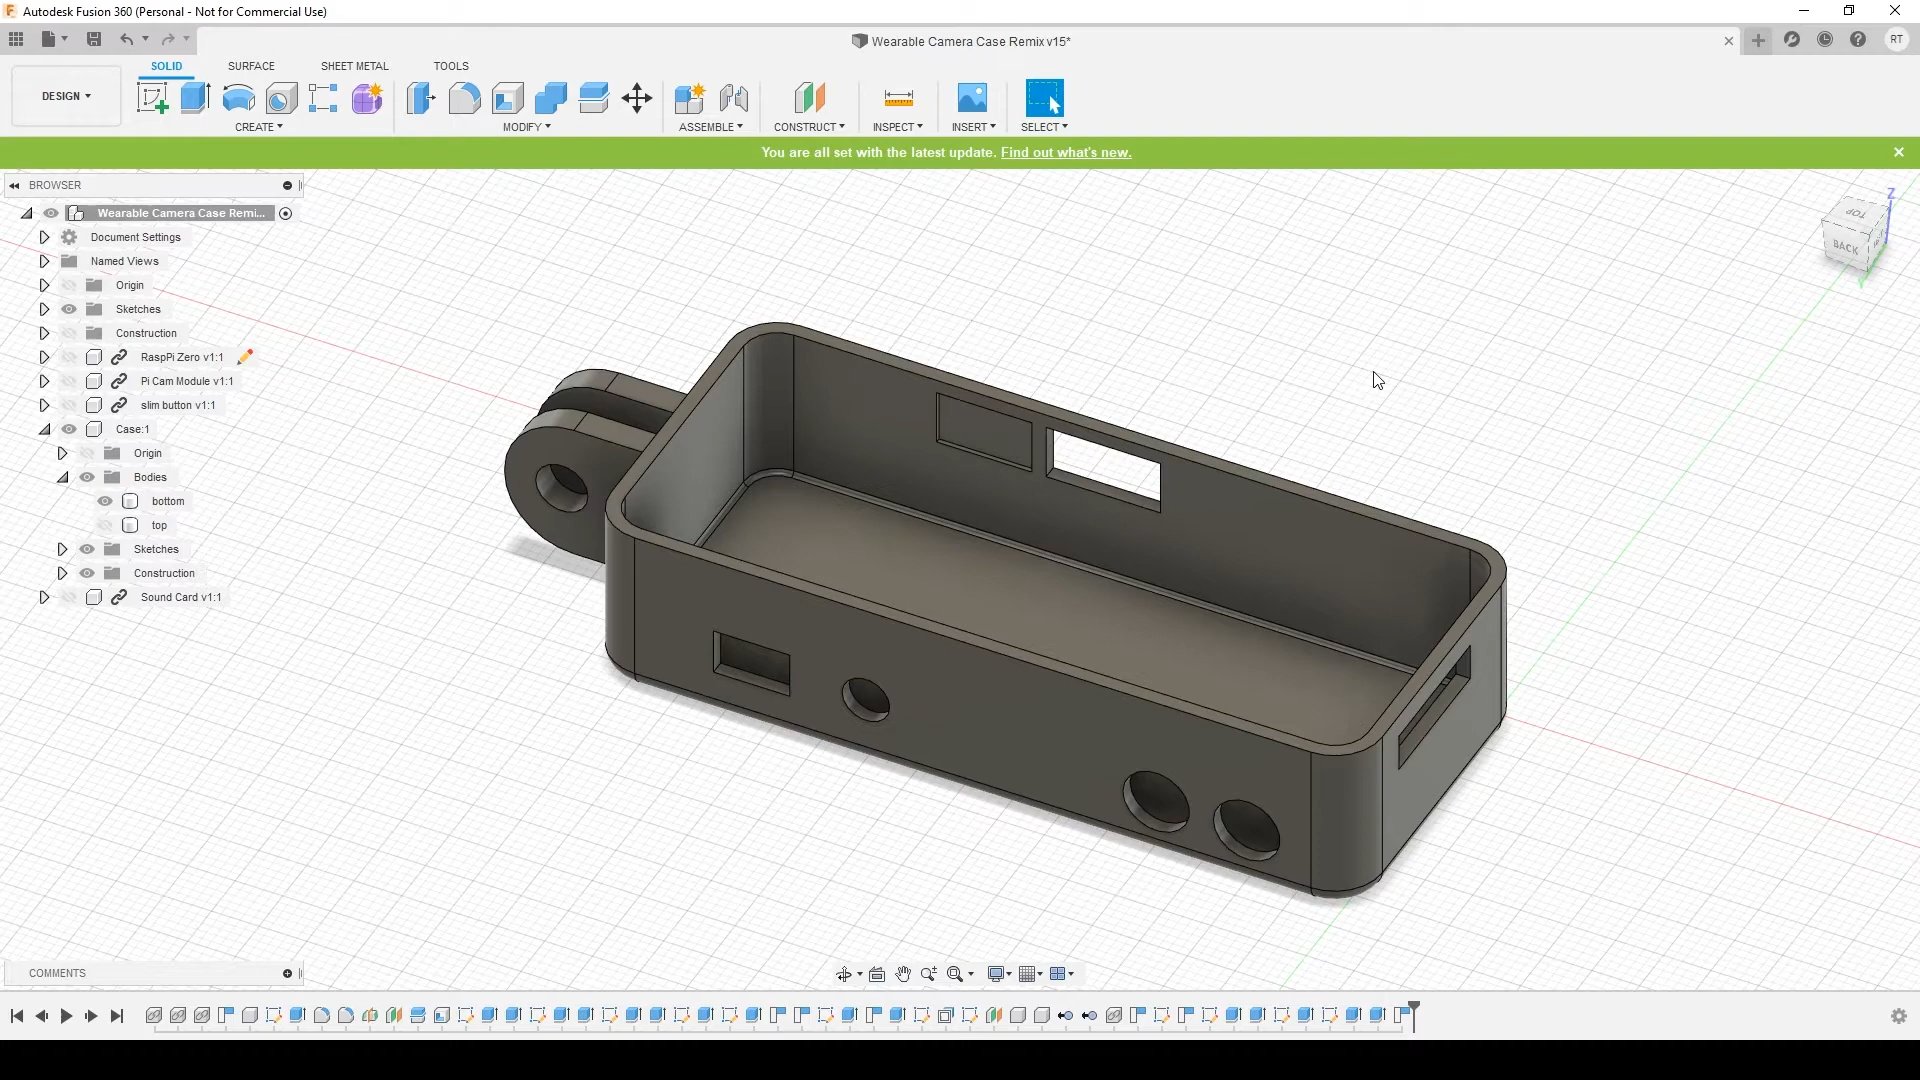 Autodesk Fusion 360 (Personal - Not for Commercial Use)
Wearable Camera Case Remix v15*
RT
DESIGN
SOLID
SURFACE
SHEET METAL
TOOLS
CREATE
MODIFY
ASSEMBLE
CONSTRUCT
INSPECT
INSERT
SELECT
You are all set with the latest update. Find out what's new.
BROWSER
Wearable Camera Case Remi...
Document Settings
Named Views
Origin
Sketches
Construction
RaspPi Zero v1:1
Pi Cam Module v1:1
slim button v1:1
Case:1
Origin
Bodies
bottom
top
Sketches
Construction
Sound Card v1:1
Z
TOP
BACK
Y
COMMENTS